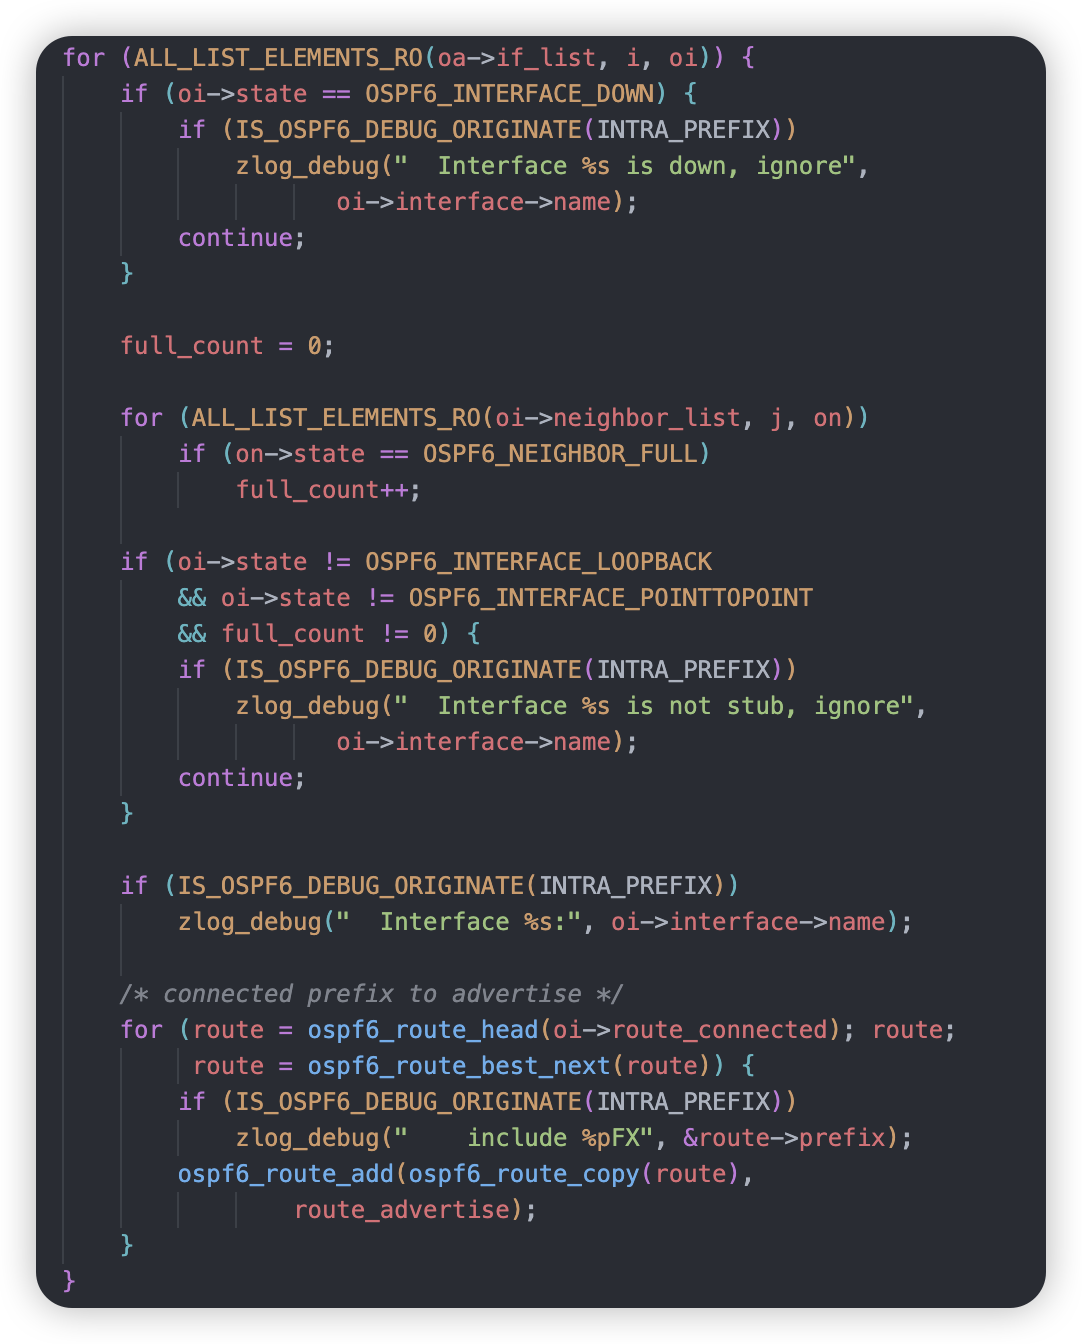 for (ALL_LIST_ELEMENTS_RO(oa->if_list, i, oi)) {
    if (oi->state == OSPF6_INTERFACE_DOWN) {
        if (IS_OSPF6_DEBUG_ORIGINATE(INTRA_PREFIX))
            zlog_debug("  Interface %s is down, ignore",
                   oi->interface->name);
        continue;
    }

    full_count = 0;

    for (ALL_LIST_ELEMENTS_RO(oi->neighbor_list, j, on))
        if (on->state == OSPF6_NEIGHBOR_FULL)
            full_count++;

    if (oi->state != OSPF6_INTERFACE_LOOPBACK
        && oi->state != OSPF6_INTERFACE_POINTTOPOINT
        && full_count != 0) {
        if (IS_OSPF6_DEBUG_ORIGINATE(INTRA_PREFIX))
            zlog_debug("  Interface %s is not stub, ignore",
                   oi->interface->name);
        continue;
    }

    if (IS_OSPF6_DEBUG_ORIGINATE(INTRA_PREFIX))
        zlog_debug("  Interface %s:", oi->interface->name);

    /* connected prefix to advertise */
    for (route = ospf6_route_head(oi->route_connected); route;
         route = ospf6_route_best_next(route)) {
        if (IS_OSPF6_DEBUG_ORIGINATE(INTRA_PREFIX))
            zlog_debug("    include %pFX", &route->prefix);
        ospf6_route_add(ospf6_route_copy(route),
                route_advertise);
    }
}